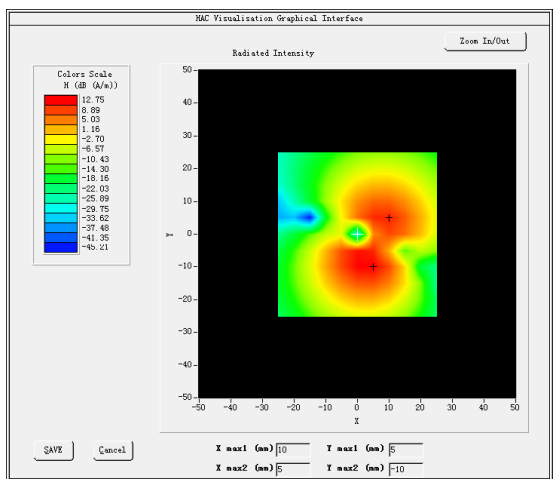 HAC Visualisation Graphical Interface
Zoom In/Out
Radiated Intensity
Colors Scale
H (dB (A/m))
12.75
8.89
5.03
1.16
-2.70
-6.57
-10.43
-14.30
-18.16
-22.03
-25.89
-29.75
-33.62
-37.48
-41.35
-45.21
50
40
30
20
10
0
-10
-20
-30
-40
-50
Y
-50 -40 -30 -20 -10 0 10 20 30 40 50
X
SAVE
Cancel
X max1 (mm) 10 Y max1 (mm) 5
X max2 (mm) 5 Y max2 (mm) -10